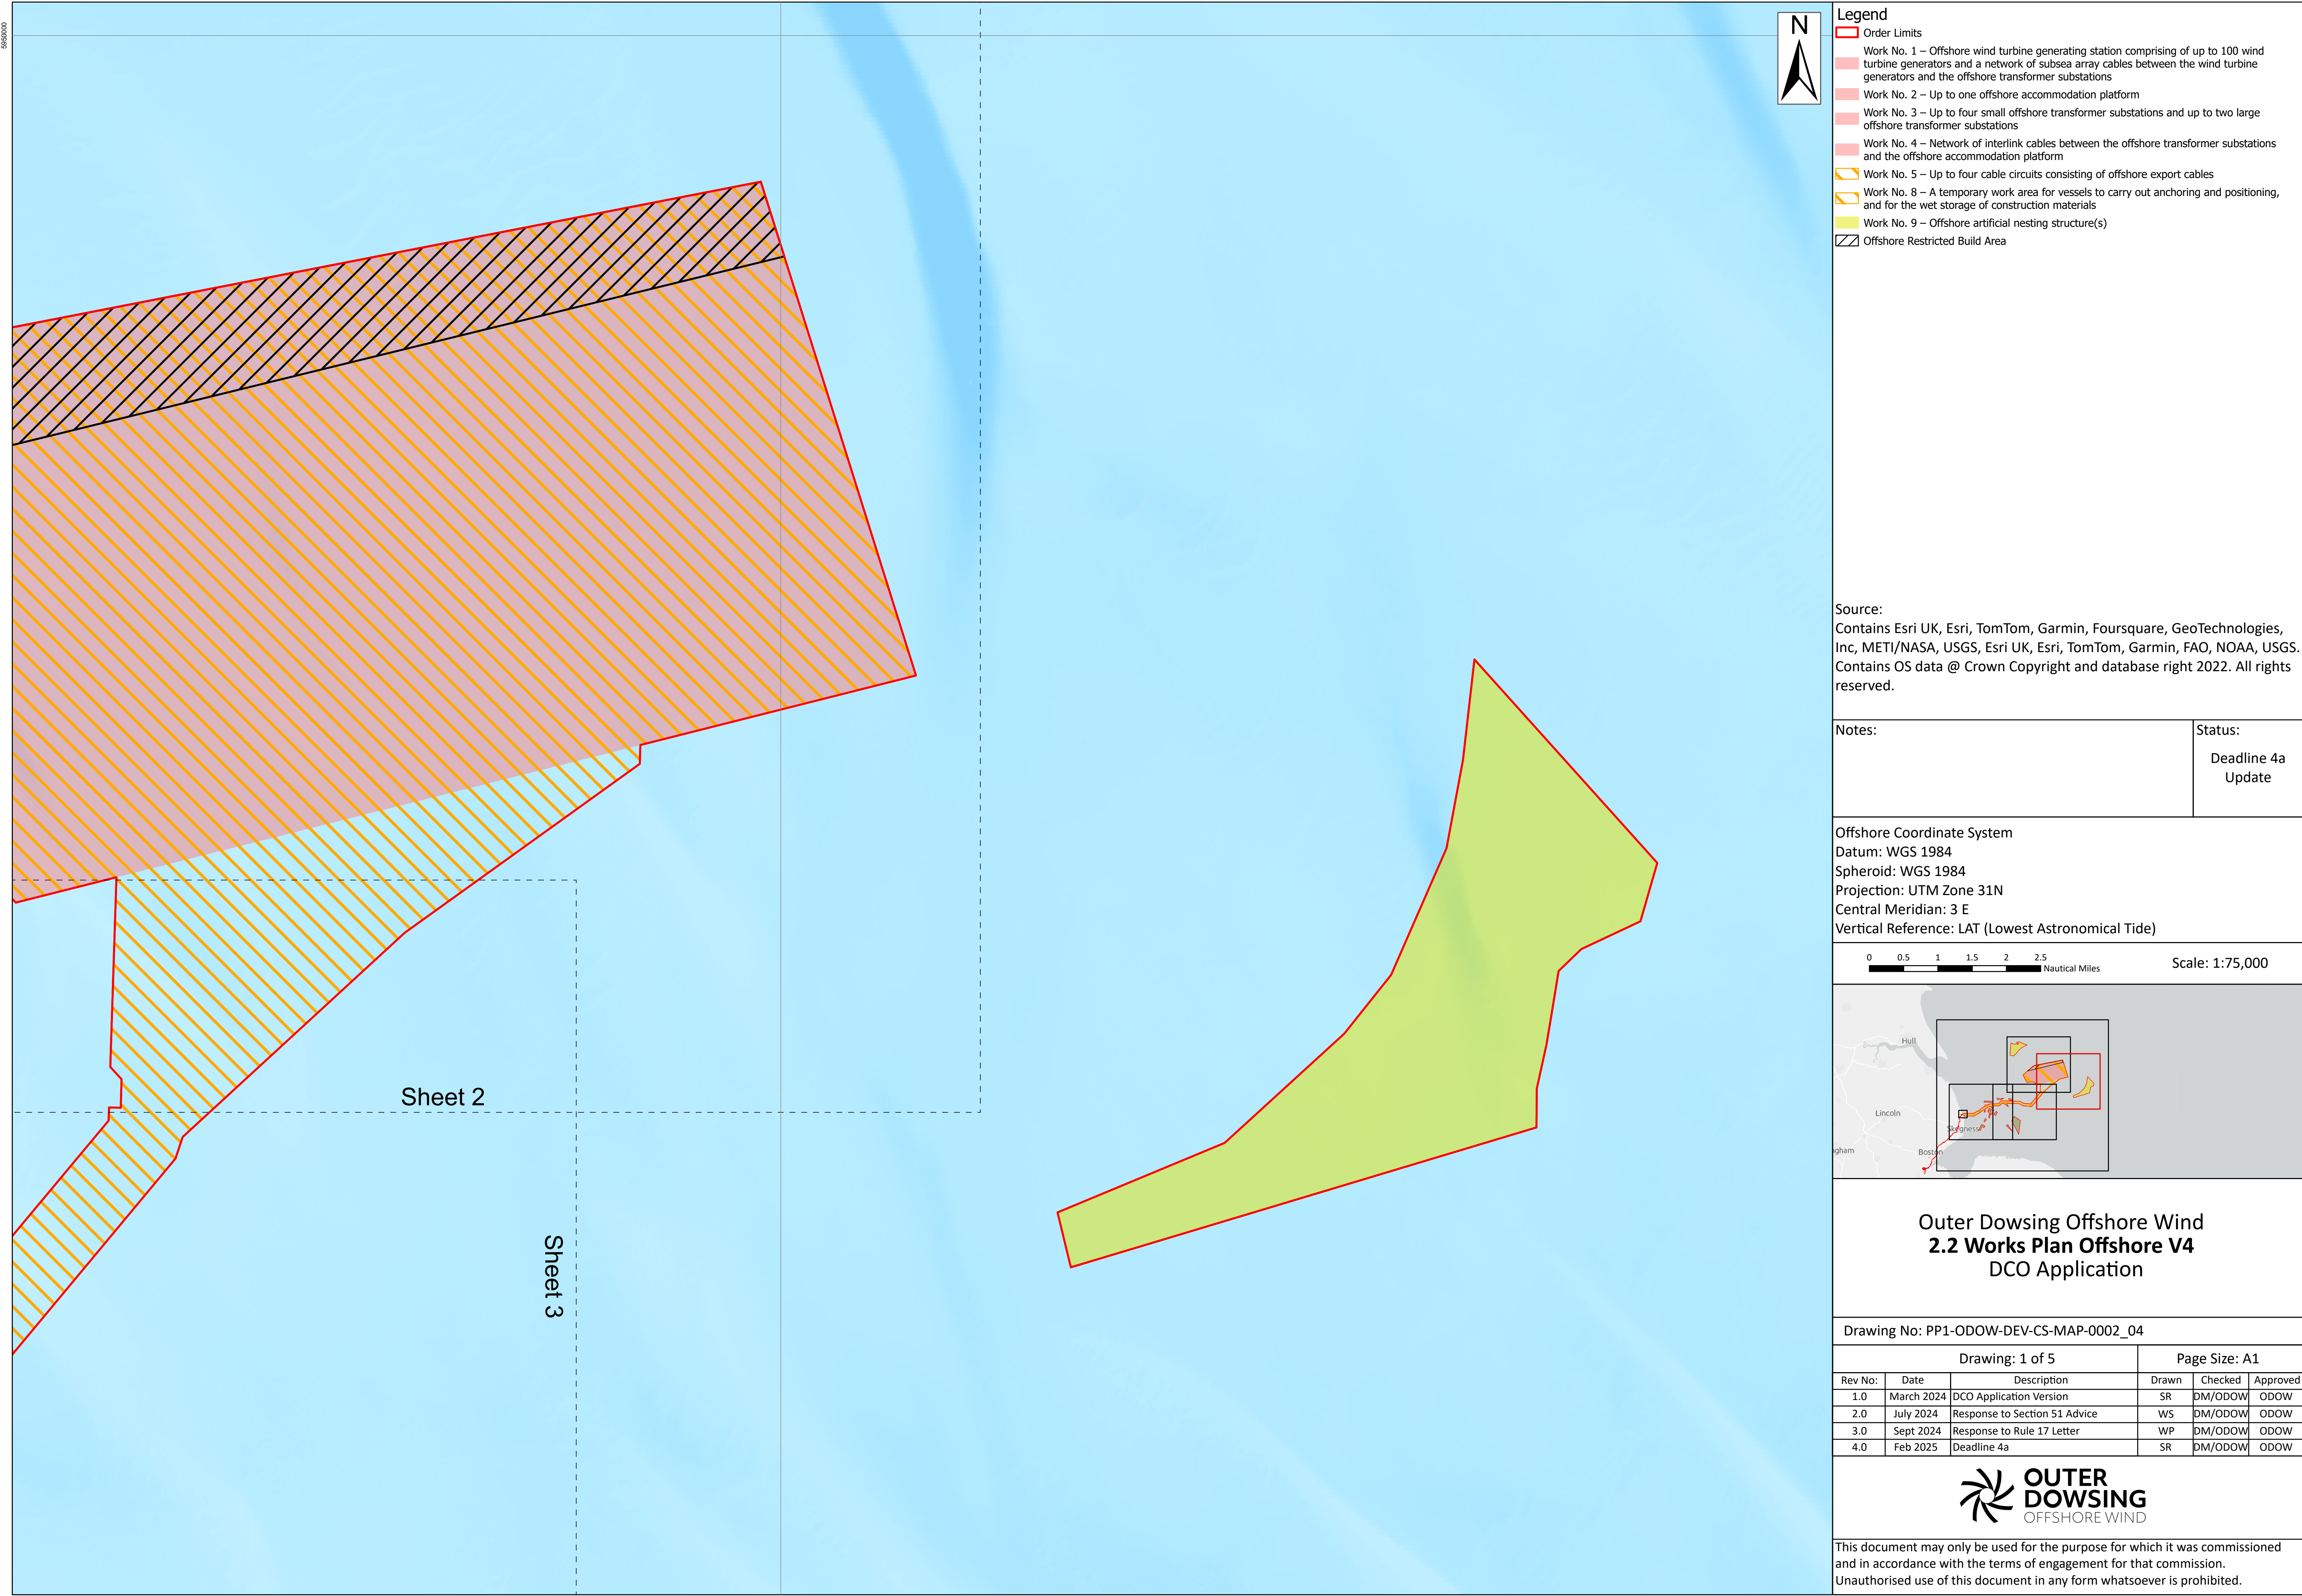 5950000
N
Sheet 2
Sheet 3
Legend
Order Limits
Work No. 1 – Offshore wind turbine generating station comprising of up to 100 wind
turbine generators and a network of subsea array cables between the wind turbine
generators and the offshore transformer substations
Work No. 2 – Up to one offshore accommodation platform
Work No. 3 – Up to four small offshore transformer substations and up to two large
offshore transformer substations
Work No. 4 – Network of interlink cables between the offshore transformer substations
and the offshore accommodation platform
Work No. 5 – Up to four cable circuits consisting of offshore export cables
Work No. 8 – A temporary work area for vessels to carry out anchoring and positioning,
and for the wet storage of construction materials
Work No. 9 – Offshore artificial nesting structure(s)
Offshore Restricted Build Area
Source:
Contains Esri UK, Esri, TomTom, Garmin, Foursquare, GeoTechnologies,
Inc, METI/NASA, USGS, Esri UK, Esri, TomTom, Garmin, FAO, NOAA, USGS.
Contains OS data @ Crown Copyright and database right 2022. All rights
reserved.
Notes:
Status:
Deadline 4a
Update
Offshore Coordinate System
Datum: WGS 1984
Spheroid: WGS 1984
Projection: UTM Zone 31N
Central Meridian: 3 E
Vertical Reference: LAT (Lowest Astronomical Tide)
0 0.5 1 1.5 2 2.5
Nautical Miles
Scale: 1:75,000
Hull
Lincoln
Skegness
gham
Boston
Outer Dowsing Offshore Wind
2.2 Works Plan Offshore V4
DCO Application
Drawing No: PP1-ODOW-DEV-CS-MAP-0002_04
Drawing: 1 of 5 Page Size: A1
Rev No: Date Description Drawn Checked Approved
1.0 March 2024 DCO Application Version SR DM/ODOW ODOW
2.0 July 2024 Response to Section 51 Advice WS DM/ODOW ODOW
3.0 Sept 2024 Response to Rule 17 Letter WP DM/ODOW ODOW
4.0 Feb 2025 Deadline 4a SR DM/ODOW ODOW
OUTER
DOWSING
OFFSHORE WIND
This document may only be used for the purpose for which it was commissioned
and in accordance with the terms of engagement for that commission.
Unauthorised use of this document in any form whatsoever is prohibited.